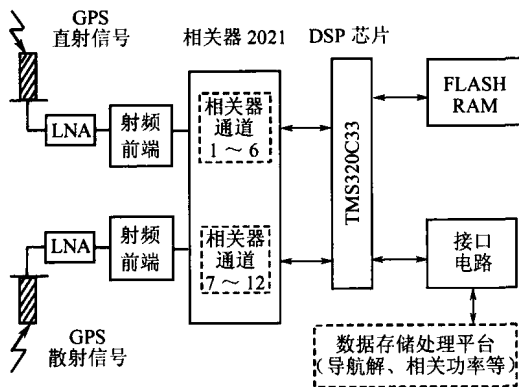 GPS
直射信号
LNA
射频
前端
相关器 2021
相关器
通道
1～6
DSP 芯片
TMS320C33
FLASH
RAM
LNA
射频
前端
相关器
通道
7～12
接口
电路
GPS
散射信号
数据存储处理平台
(导航解、相关功率等)